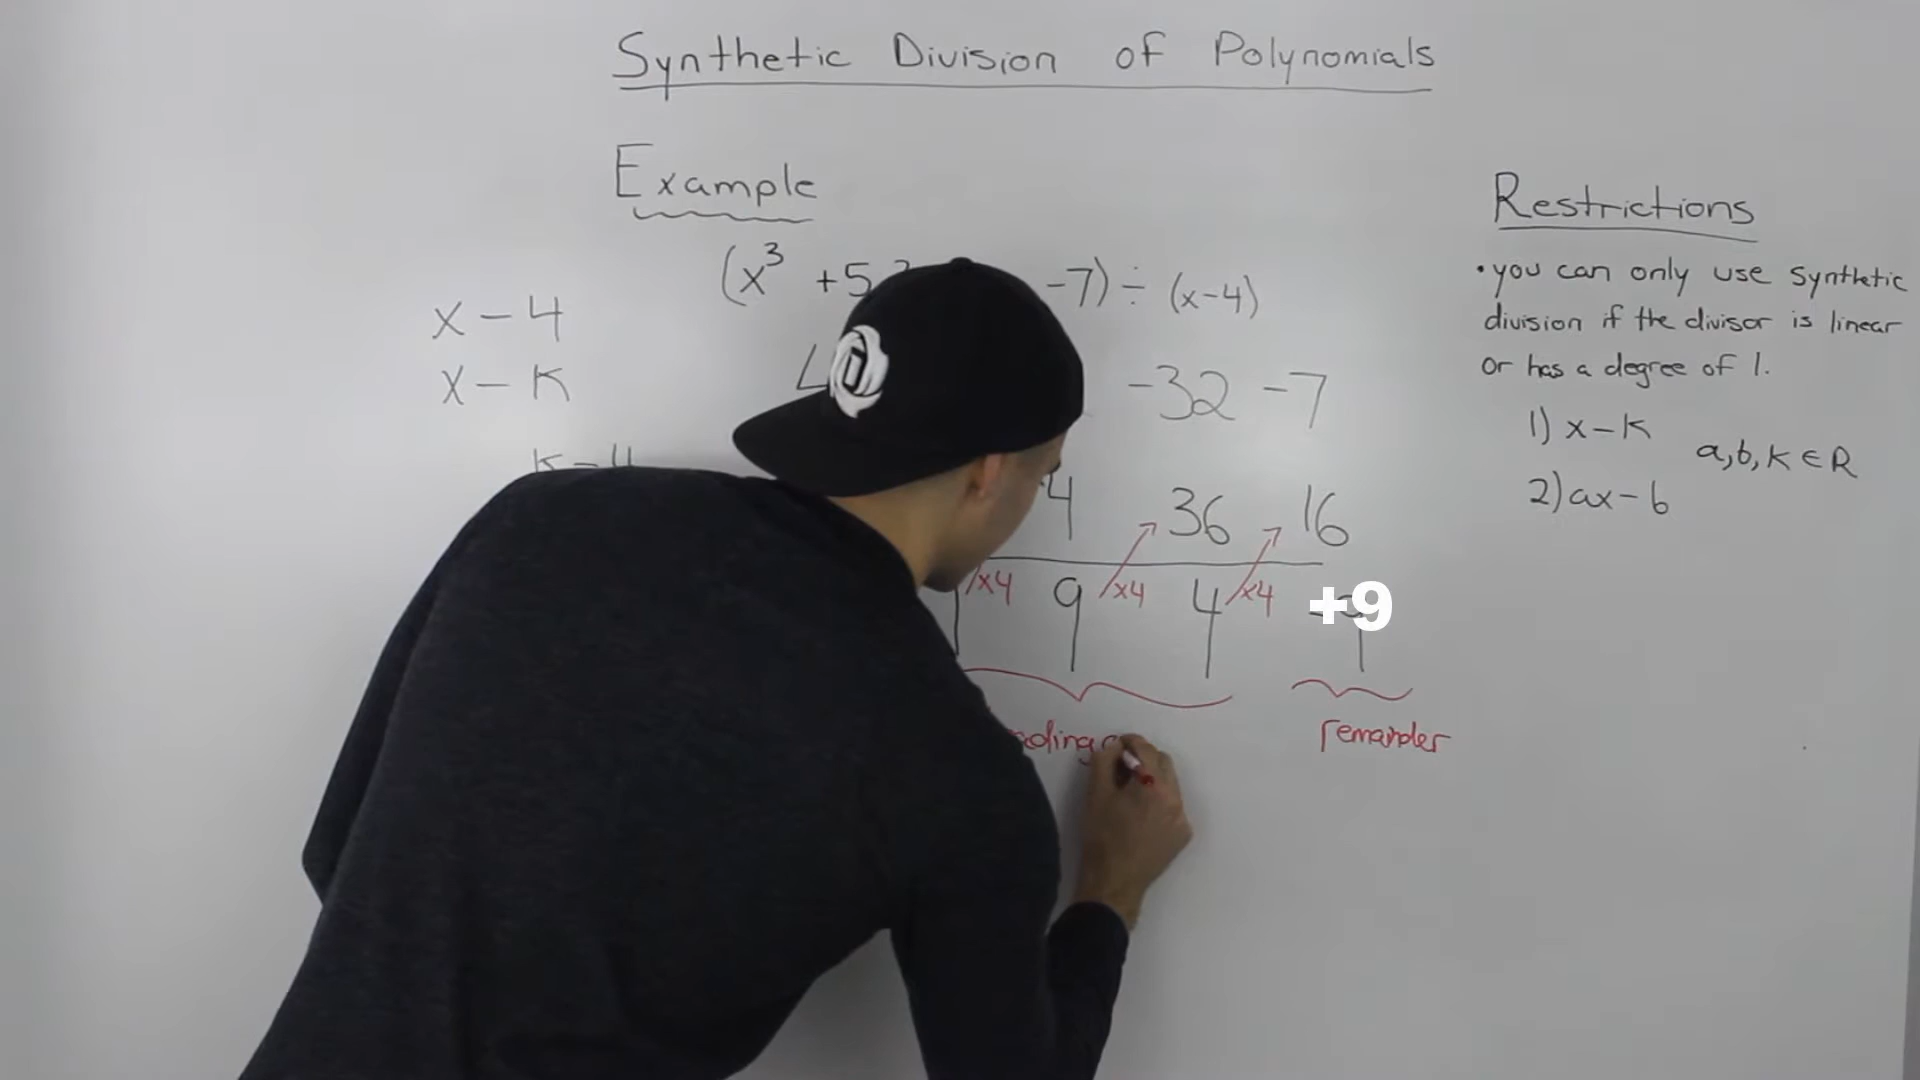 Synthetic Division of Polynomials
Example
(x³ +5 -7) ÷ (x-4)
x - 4
x - K
-32 -7
K = 4
4 36 16
x4 9 x4 4 x4 +9
remainder
Restrictions
• you can only use synthetic
division if the divisor is linear
or has a degree of 1.
1) x-K
a,b,K ∈ R
2) ax-b